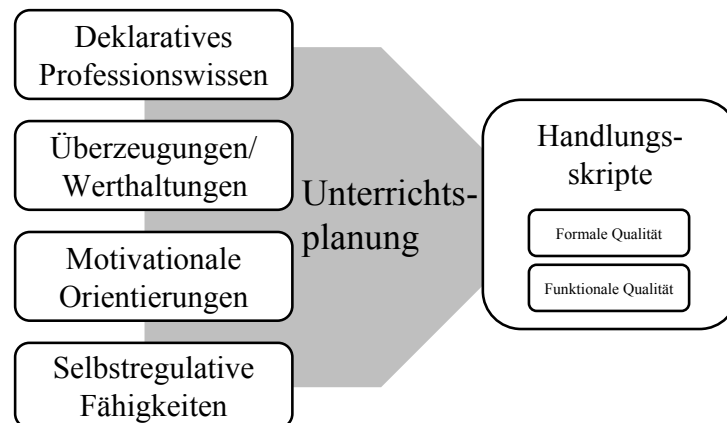 Deklaratives
Professionswissen
Überzeugungen/
Werthaltungen
Motivationale
Orientierungen
Selbstregulative
Fähigkeiten
Unterrichts-
planung
Handlungs-
skripte
Formale Qualität
Funktionale Qualität